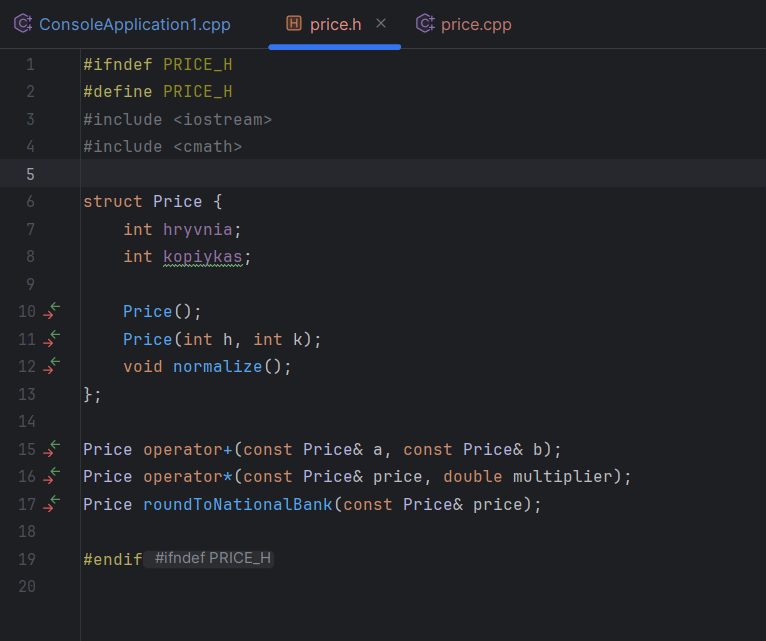 ConsoleApplication1.cpp price.h price.cpp
1 #ifndef PRICE_H
2 #define PRICE_H
3 #include <iostream>
4 #include <cmath>
5
6 struct Price {
7 int hryvnia;
8 int kopiykas;
9
10 Price();
11 Price(int h, int k);
12 void normalize();
13 };
14
15 Price operator+(const Price& a, const Price& b);
16 Price operator*(const Price& price, double multiplier);
17 Price roundToNationalBank(const Price& price);
18
19 #endif #ifndef PRICE_H
20